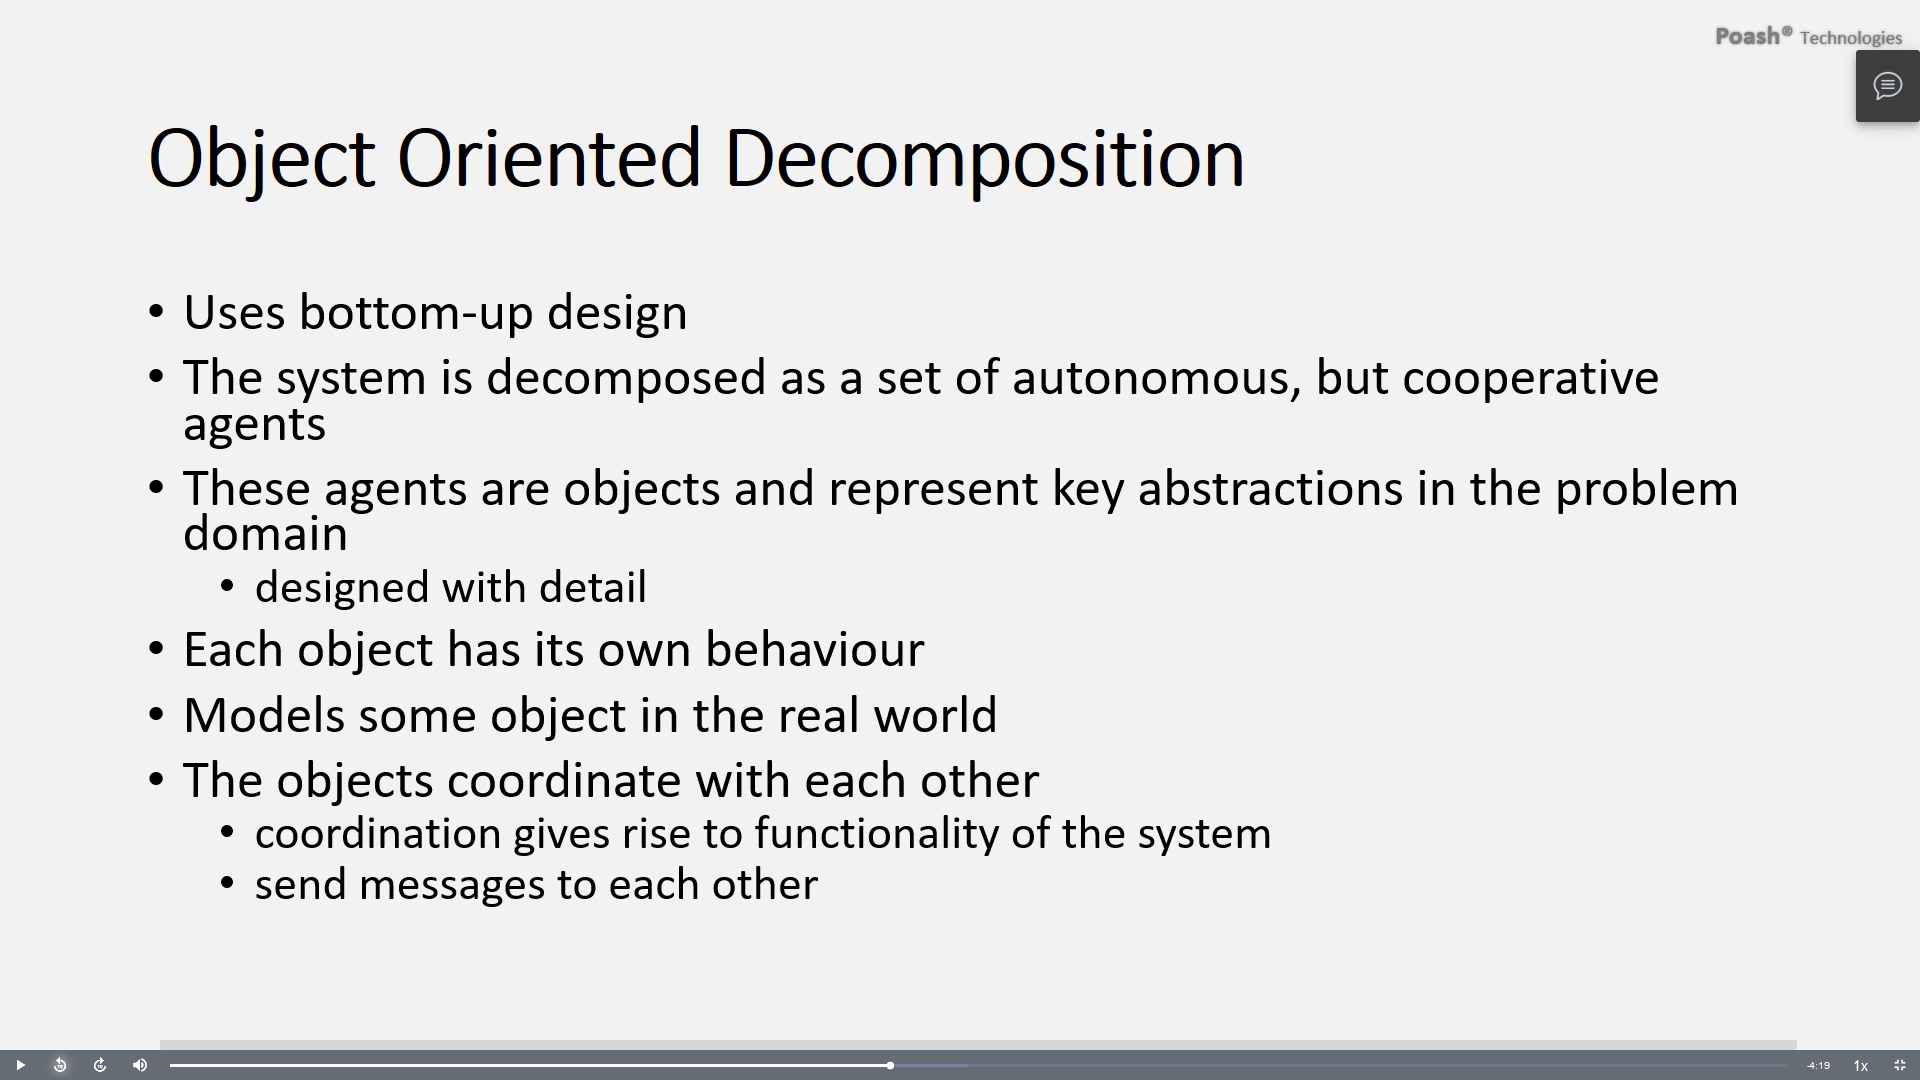 Poash® Technologies
Object Oriented Decomposition
• Uses bottom-up design
• The system is decomposed as a set of autonomous, but cooperative
agents
• These agents are objects and represent key abstractions in the problem
domain
• designed with detail
• Each object has its own behaviour
• Models some object in the real world
• The objects coordinate with each other
• coordination gives rise to functionality of the system
• send messages to each other
-4:19 1x